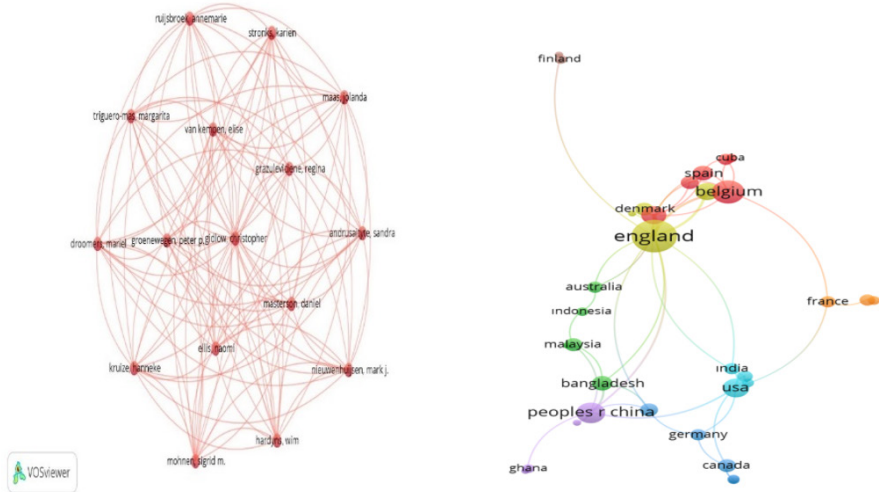 ruijsbroek, annemarie
stronks, karien
maas, jolanda
triguero-mas, margarita
van kempen, elise
grazuleviciene, regina
andrusaityte, sandra
droomers, mariel
groenewegen, peter p.
gidlow, christopher
masterson, daniel
ellis, naomi
kruize, hanneke
nieuwenhuijsen, mark j.
hardyns, wim
mohnen, sigrid m.
VOSviewer
finland
cuba
spain
belgium
denmark
england
australia
indonesia
malaysia
bangladesh
peoples r china
ghana
france
india
usa
germany
canada